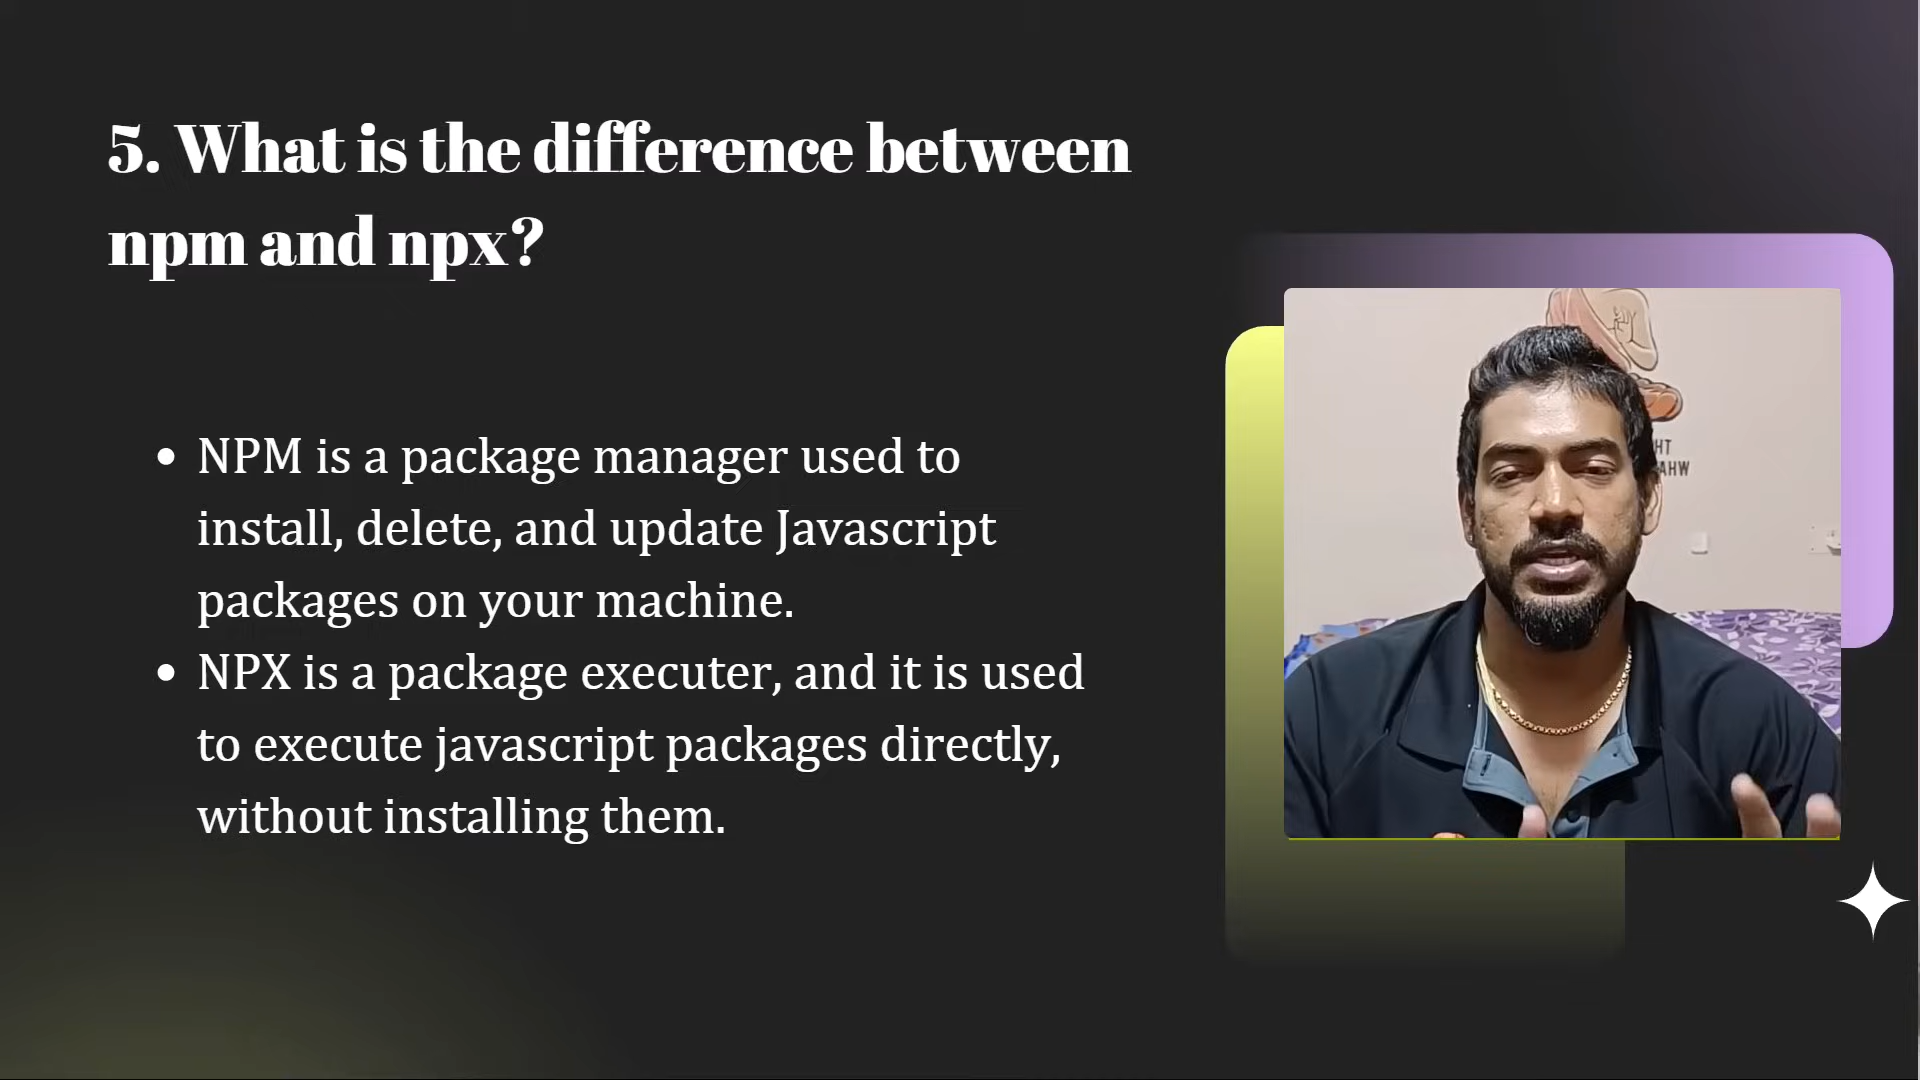 5. What is the difference between
npm and npx?
• NPM is a package manager used to
install, delete, and update Javascript
packages on your machine.
• NPX is a package executer, and it is used
to execute javascript packages directly,
without installing them.
HT
AHW